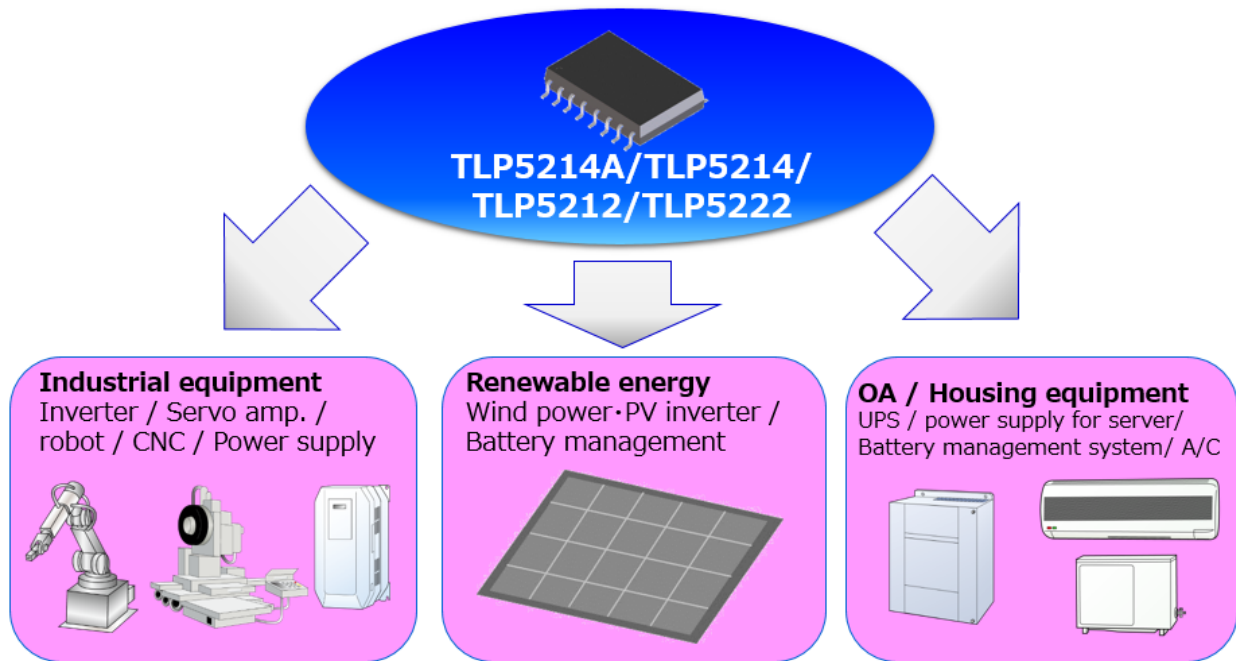 TLP5214A/TLP5214/
TLP5212/TLP5222
Industrial equipment
Inverter / Servo amp. /
robot / CNC / Power supply
Renewable energy
Wind power･PV inverter /
Battery management
OA / Housing equipment
UPS / power supply for server/
Battery management system/ A/C